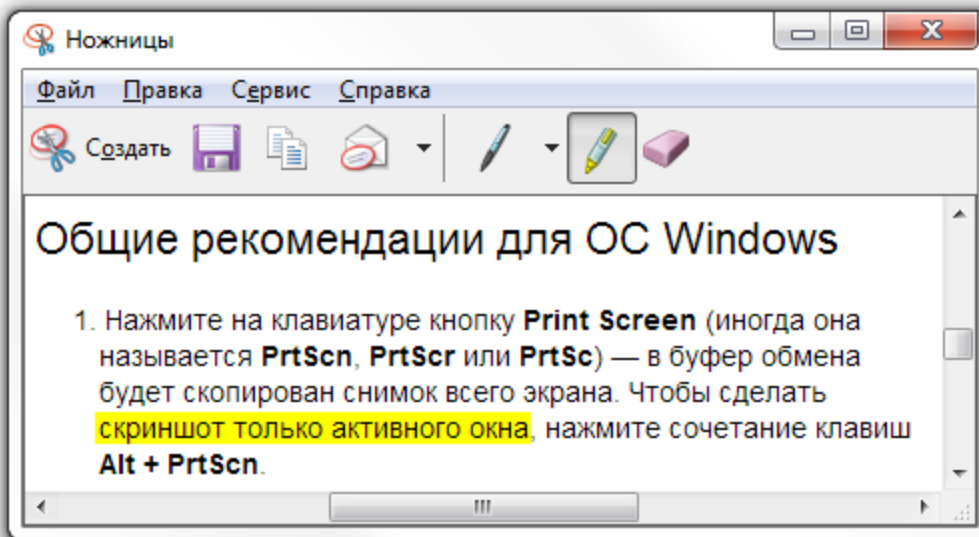 Ножницы
Файл Правка Сервис Справка
Создать
Общие рекомендации для ОС Windows
1. Нажмите на клавиатуре кнопку Print Screen (иногда она
называется PrtScn, PrtScr или PrtSc) — в буфер обмена
будет скопирован снимок всего экрана. Чтобы сделать
скриншот только активного окна, нажмите сочетание клавиш
Alt + PrtScn.